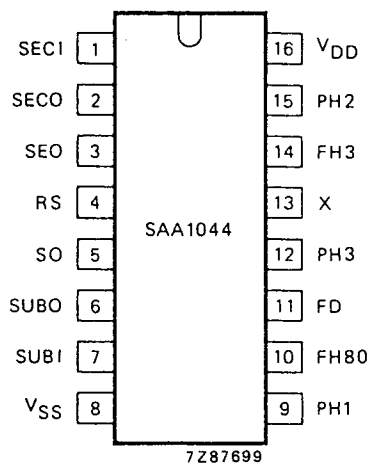 SECI 1 16 VDD
SECO 2 15 PH2
SEO 3 14 FH3
RS 4 13 X
SAA1044
SO 5 12 PH3
SUBO 6 11 FD
SUBI 7 10 FH80
VSS 8 9 PH1
7Z87699